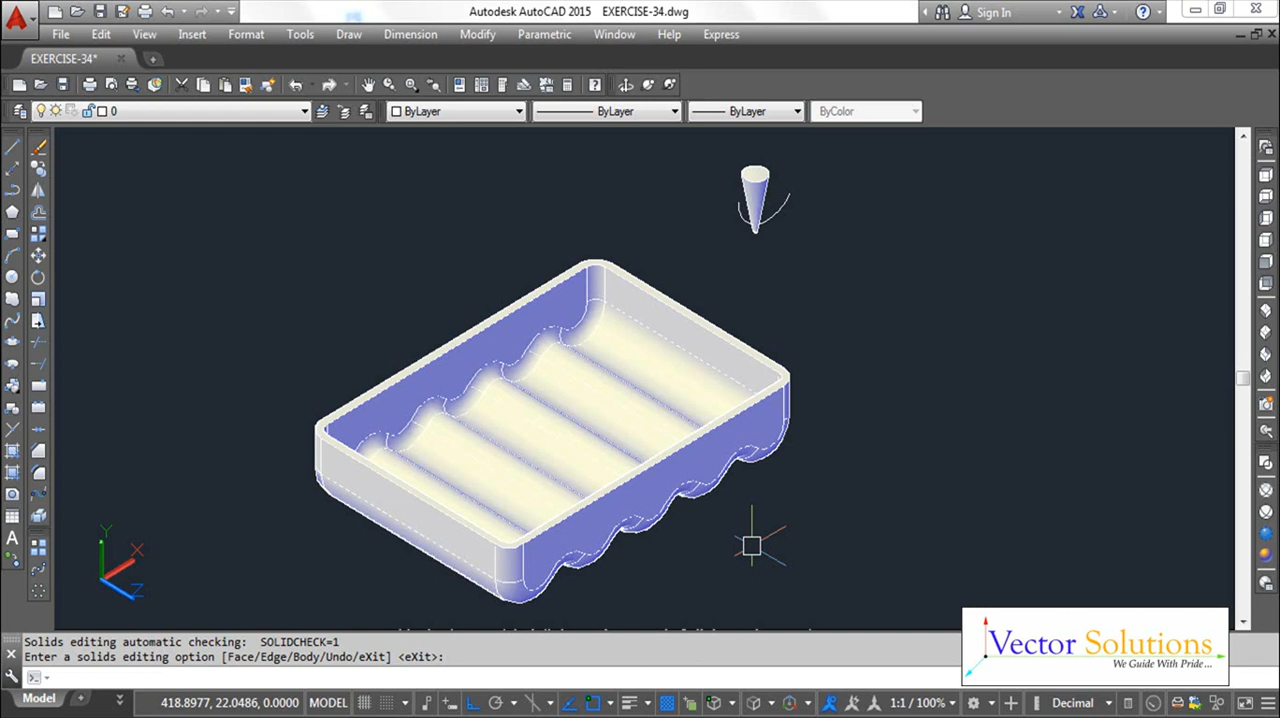 Autodesk AutoCAD 2015 EXERCISE-34.dwg
Sign In
File Edit View Insert Format Tools Draw Dimension Modify Parametric Window Help Express
EXERCISE-34*
0 ByLayer ByLayer ByLayer ByColor
Y
X
Z
Solids editing automatic checking: SOLIDCHECK=1
Enter a solids editing option [Face/Edge/Body/Undo/eXit] <eXit>:
Vector Solutions
We Guide With Pride...
Model
418.8977, 22.0486, 0.0000 MODEL 1:1 / 100% Decimal